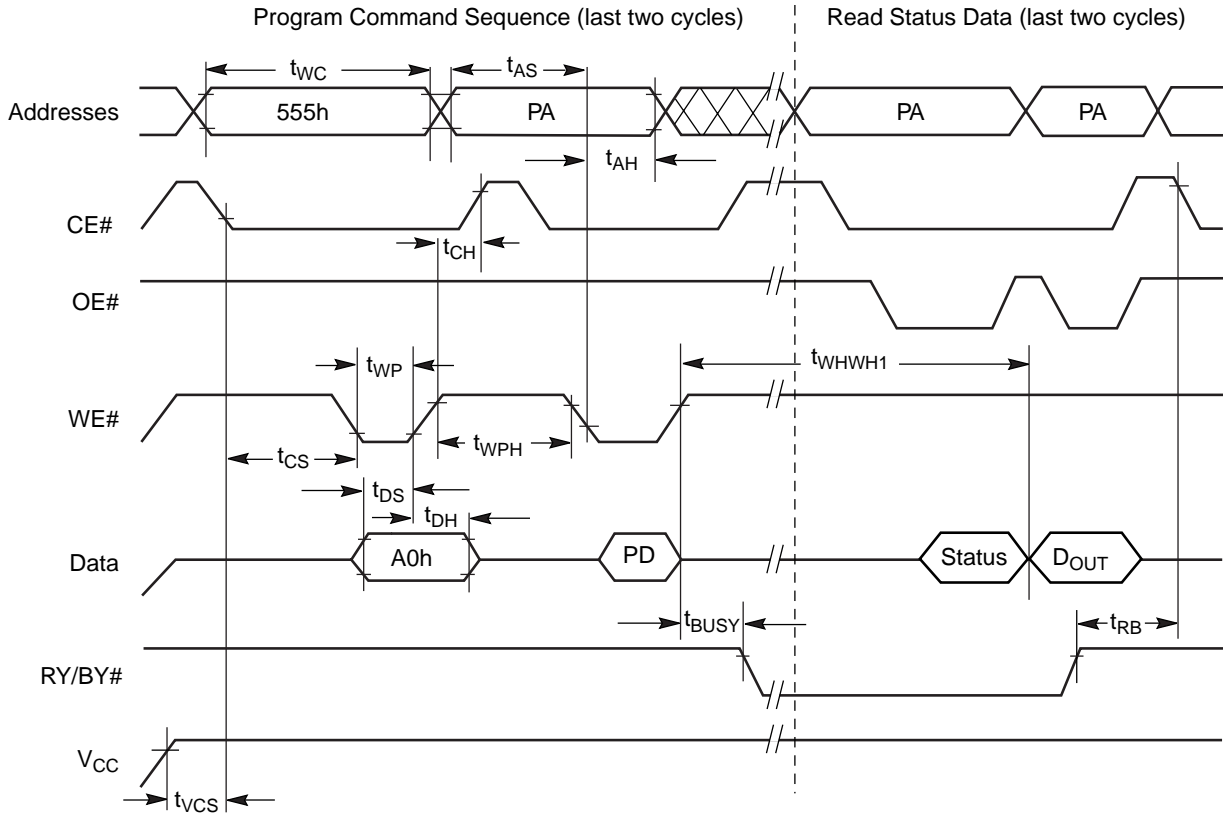 Program Command Sequence (last two cycles) Read Status Data (last two cycles)
tWC tAS
Addresses 555h PA PA PA
tAH
CE#
tCH
OE#
tWP tWHWH1
WE#
tCS tWPH
tDS
tDH
Data A0h PD Status DOUT
tBUSY tRB
RY/BY#
VCC
tVCS